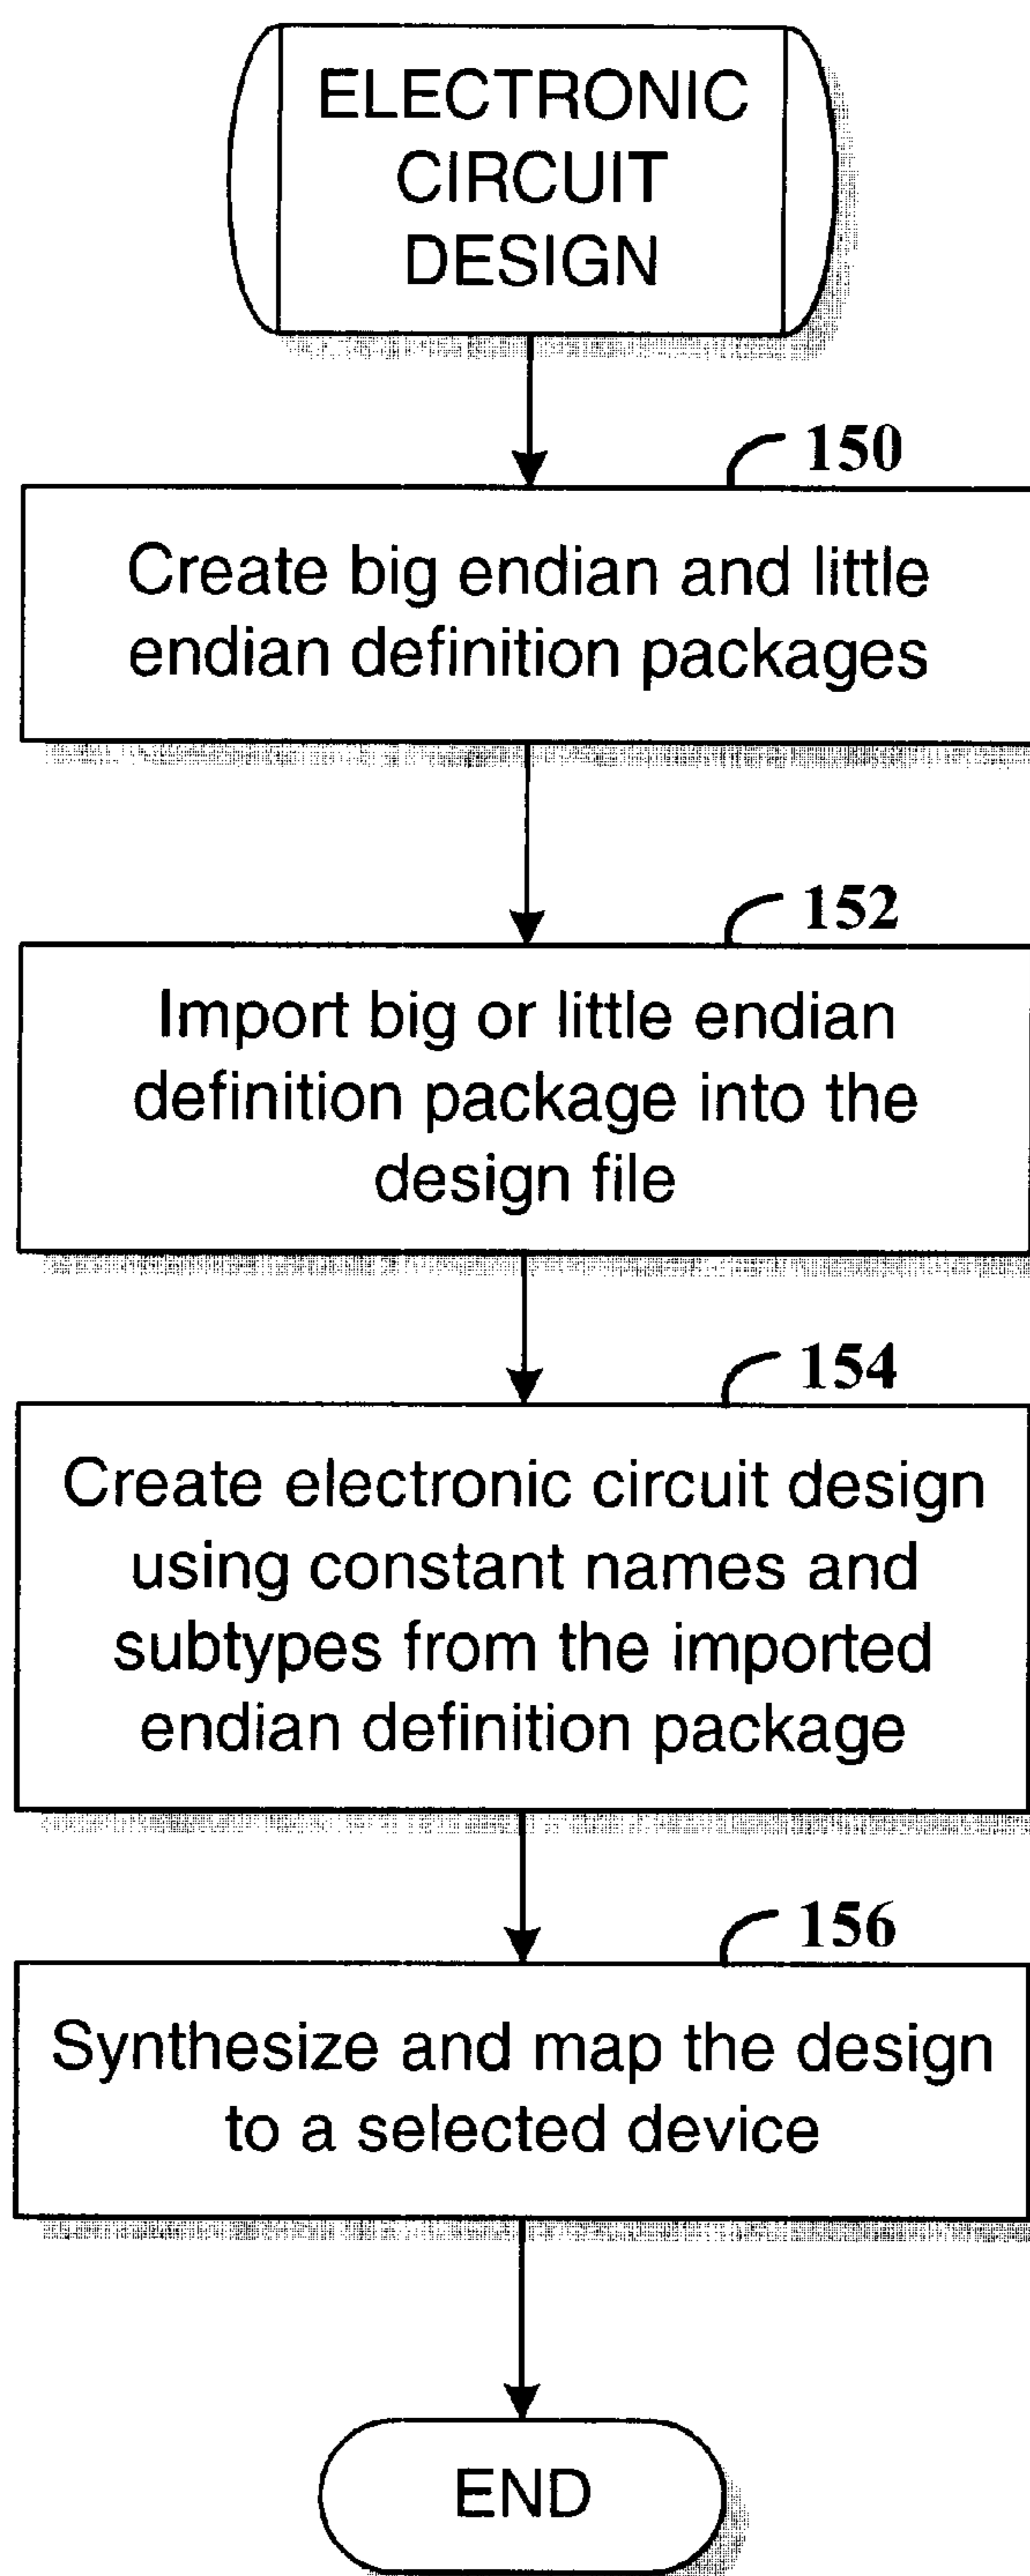 ELECTRONIC
CIRCUIT
DESIGN
150
Create big endian and little
endian definition packages
152
Import big or little endian
definition package into the
design file
154
Create electronic circuit design
using constant names and
subtypes from the imported
endian definition package
156
Synthesize and map the design
to a selected device
END